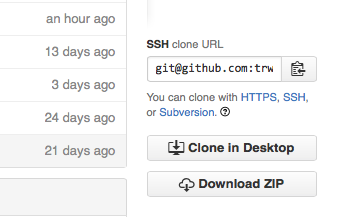 an hour ago
13 days ago
3 days ago
24 days ago
21 days ago
SSH clone URL
git@github.com:trw
You can clone with HTTPS, SSH,
or Subversion.
Clone in Desktop
Download ZIP